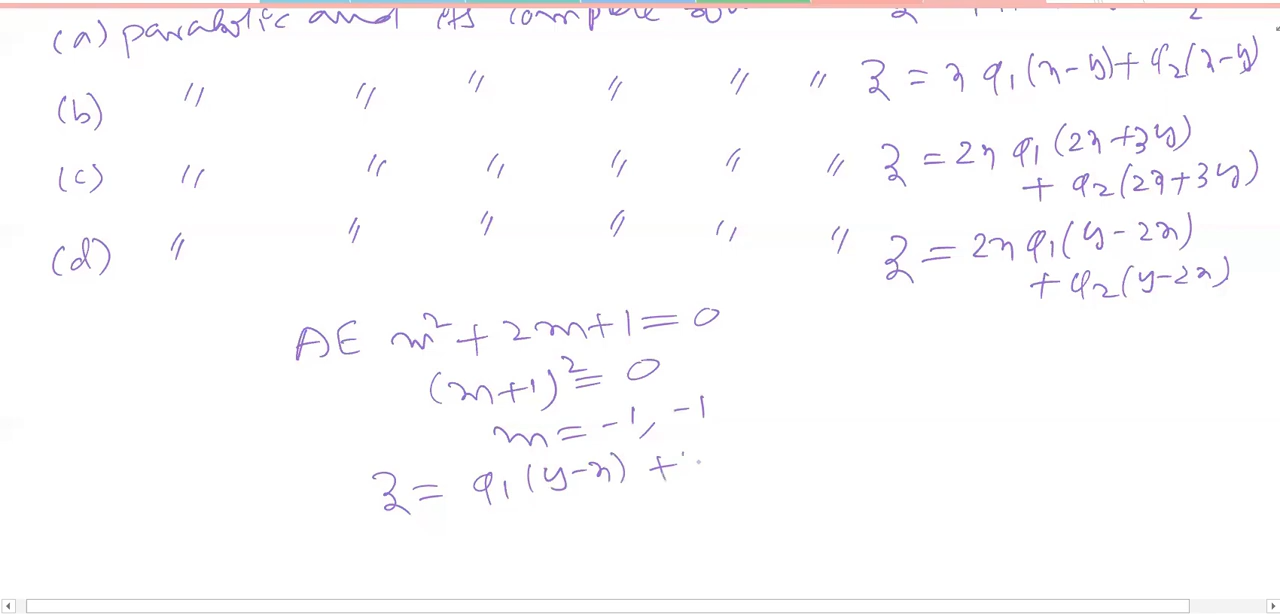 (a) parabolic and its complete
(b) " " " " " " z = x φ₁(x-y) + φ₂(x-y)
(c) " " " " " " z = 2x φ₁(2x+3y)
+ φ₂(2x+3y)
(d) " " " " " " z = 2x φ₁(y-2x)
+ φ₂(y-2x)
AE m² + 2m + 1 = 0
(m+1)² = 0
m = -1, -1
z = φ₁(y-x) +